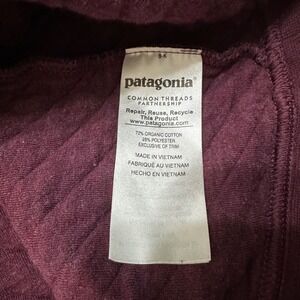 patagonia®
COMMON THREADS
PARTNERSHIP
Repair, Reuse, Recycle
This Product
www.patagonia.com
72% ORGANIC COTTON
28% POLYESTER,
EXCLUSIVE OF TRIM
MADE IN VIETNAM
FABRIQUÉ AU VIETNAM
HECHO EN VIETNAM